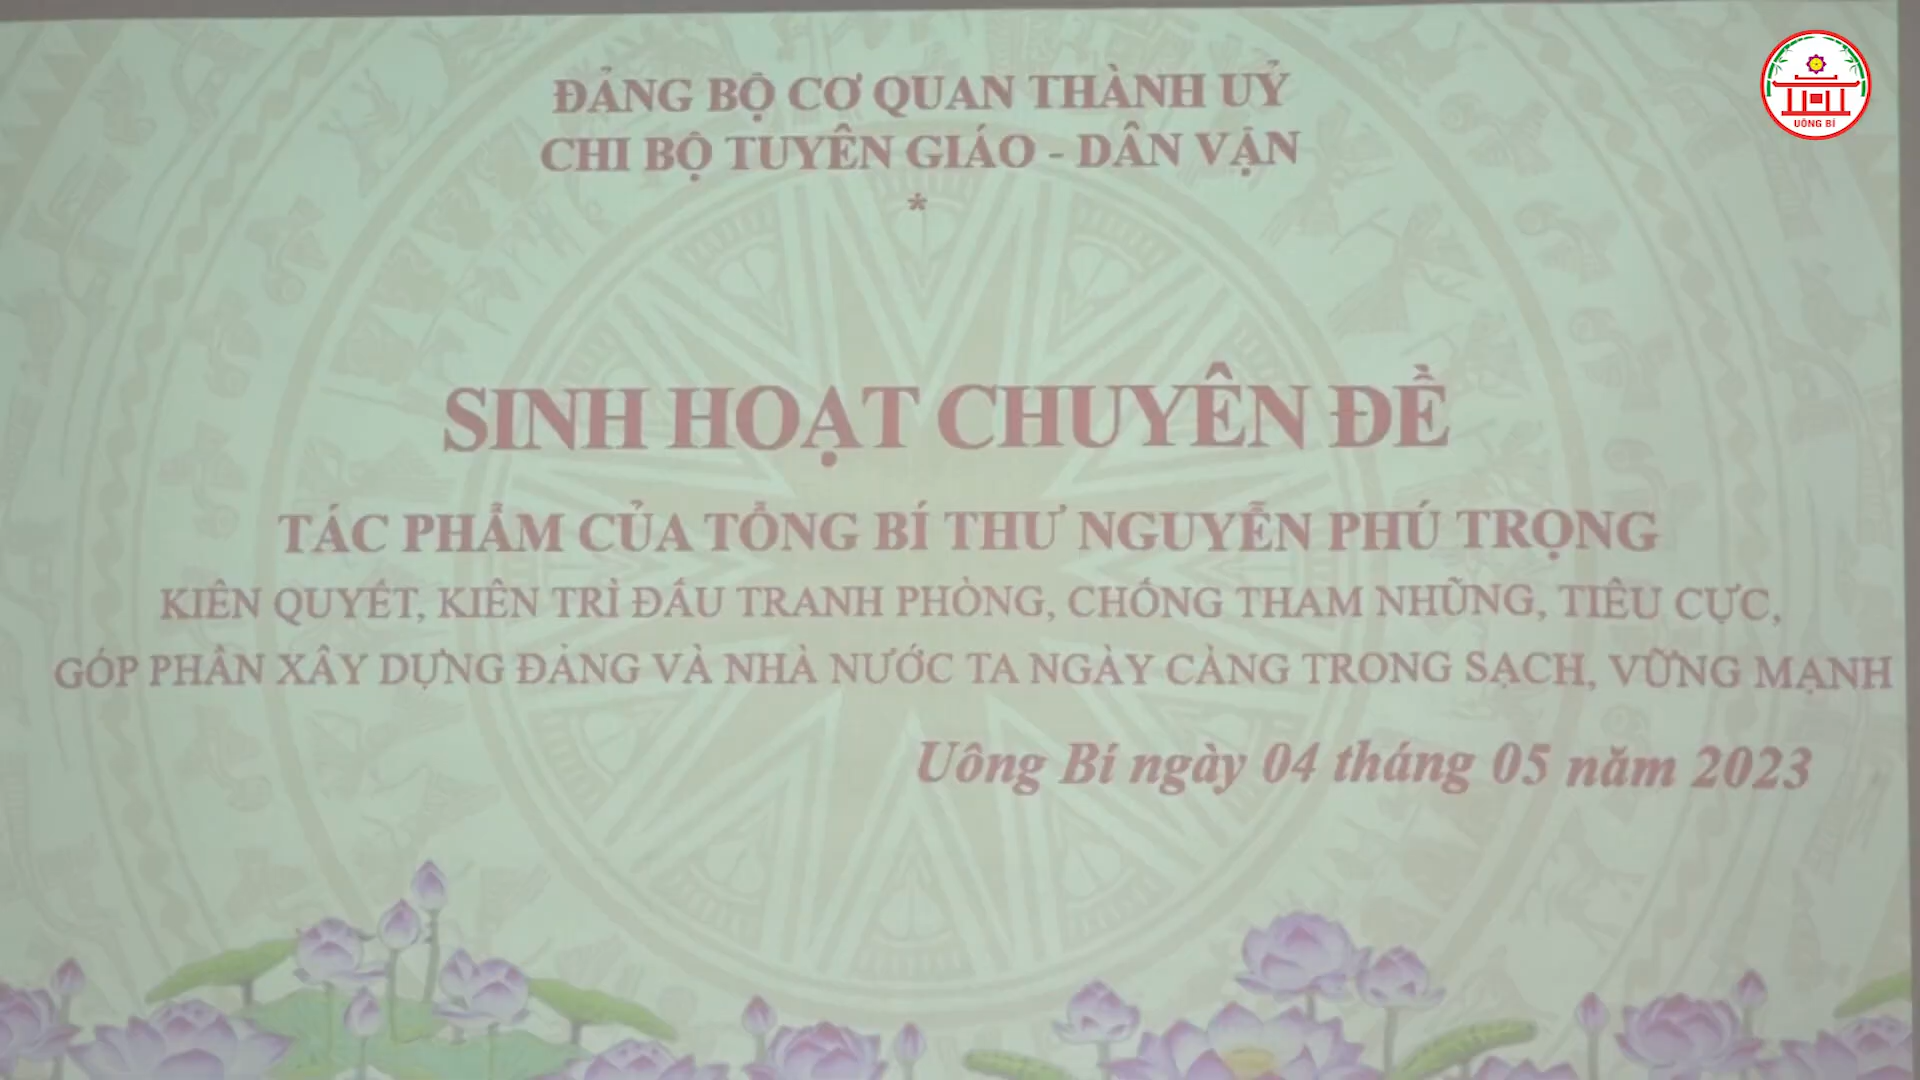 ĐẢNG BỘ CƠ QUAN THÀNH UỶ
CHI BỘ TUYÊN GIÁO - DÂN VẬN
*
SINH HOẠT CHUYÊN ĐỀ
TÁC PHẨM CỦA TỔNG BÍ THƯ NGUYỄN PHÚ TRỌNG
KIÊN QUYẾT, KIÊN TRÌ ĐẤU TRANH PHÒNG, CHỐNG THAM NHŨNG, TIÊU CỰC,
GÓP PHẦN XÂY DỰNG ĐẢNG VÀ NHÀ NƯỚC TA NGÀY CÀNG TRONG SẠCH, VỮNG MẠNH
Uông Bí ngày 04 tháng 05 năm 2023
UÔNG BÍ